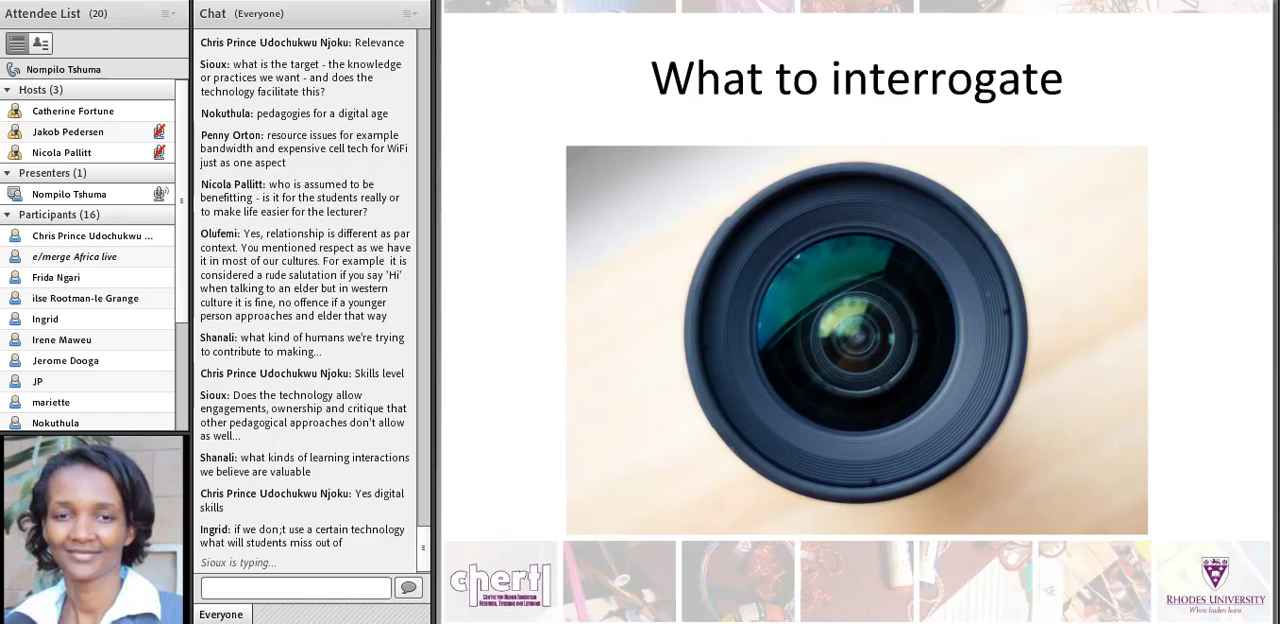 Attendee List (20)
Nompilo Tshuma
Hosts (3)
Catherine Fortune
Jakob Pedersen
Nicola Pallitt
Presenters (1)
Nompilo Tshuma
Participants (16)
Chris Prince Udochukwu ...
e/merge Africa live
Frida Ngari
ilse Rootman-le Grange
Ingrid
Irene Maweu
Jerome Dooga
JP
mariette
Nokuthula
Chat (Everyone)
Chris Prince Udochukwu Njoku: Relevance
Sioux: what is the target - the knowledge
or practices we want - and does the
technology facilitate this?
Nokuthula: pedagogies for a digital age
Penny Orton: resource issues for example
bandwidth and expensive cell tech for WiFi
just as one aspect
Nicola Pallitt: who is assumed to be
benefitting - is it for the students really or
to make life easier for the lecturer?
Olufemi: Yes, relationship is different as par
context. You mentioned respect as we have
it in most of our cultures. For example it is
considered a rude salutation if you say 'Hi'
when talking to an elder but in western
culture it is fine, no offence if a younger
person approaches and elder that way
Shanali: what kind of humans we're trying
to contribute to making...
Chris Prince Udochukwu Njoku: Skills level
Sioux: Does the technology allow
engagements, ownership and critique that
other pedagogical approaches don't allow
as well...
Shanali: what kinds of learning interactions
we believe are valuable
Chris Prince Udochukwu Njoku: Yes digital
skills
Ingrid: if we don;t use a certain technology
what will students miss out of
Sioux is typing...
Everyone
What to interrogate
chertl
Centre for Higher Education
Research, Teaching and Learning
RHODES UNIVERSITY
Where leaders learn